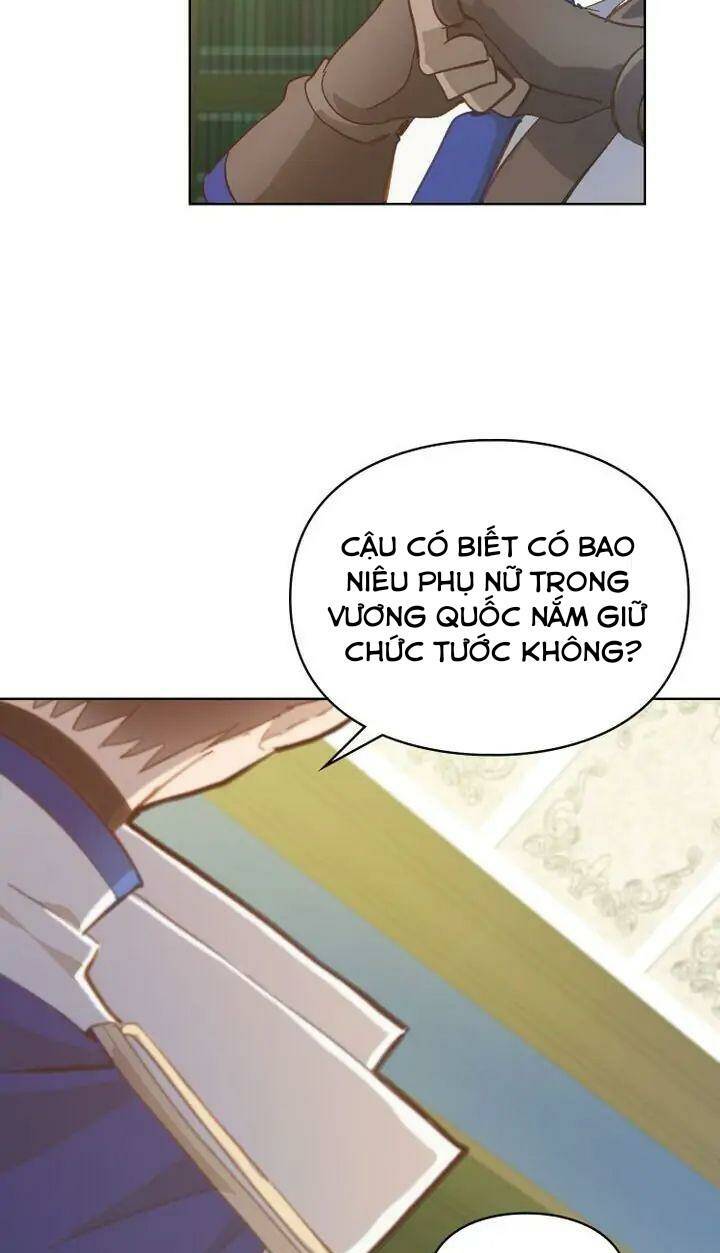 CẬU CÓ BIẾT CÓ BAO
NIÊU PHỤ NỮ TRONG
VƯƠNG QUỐC NẮM GIỮ
CHỨC TƯỚC KHÔNG?